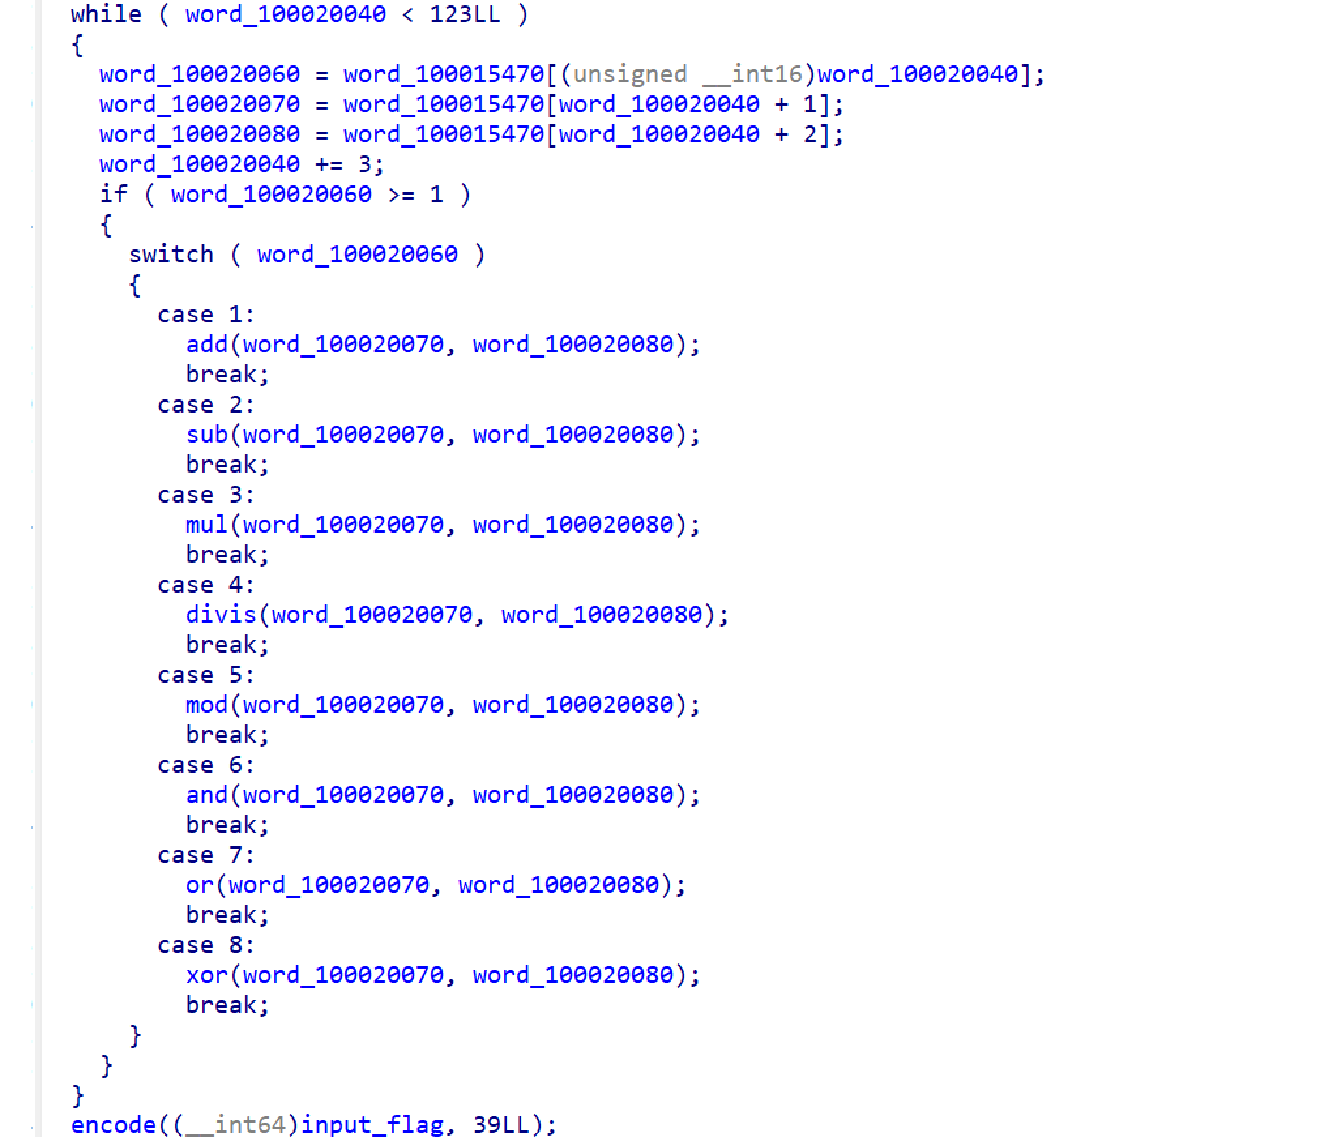 while ( word_100020040 < 123LL )
{
  word_100020060 = word_100015470[(unsigned __int16)word_100020040];
  word_100020070 = word_100015470[word_100020040 + 1];
  word_100020080 = word_100015470[word_100020040 + 2];
  word_100020040 += 3;
  if ( word_100020060 >= 1 )
  {
    switch ( word_100020060 )
    {
      case 1:
        add(word_100020070, word_100020080);
        break;
      case 2:
        sub(word_100020070, word_100020080);
        break;
      case 3:
        mul(word_100020070, word_100020080);
        break;
      case 4:
        divis(word_100020070, word_100020080);
        break;
      case 5:
        mod(word_100020070, word_100020080);
        break;
      case 6:
        and(word_100020070, word_100020080);
        break;
      case 7:
        or(word_100020070, word_100020080);
        break;
      case 8:
        xor(word_100020070, word_100020080);
        break;
    }
  }
}
encode((__int64)input_flag, 39LL);